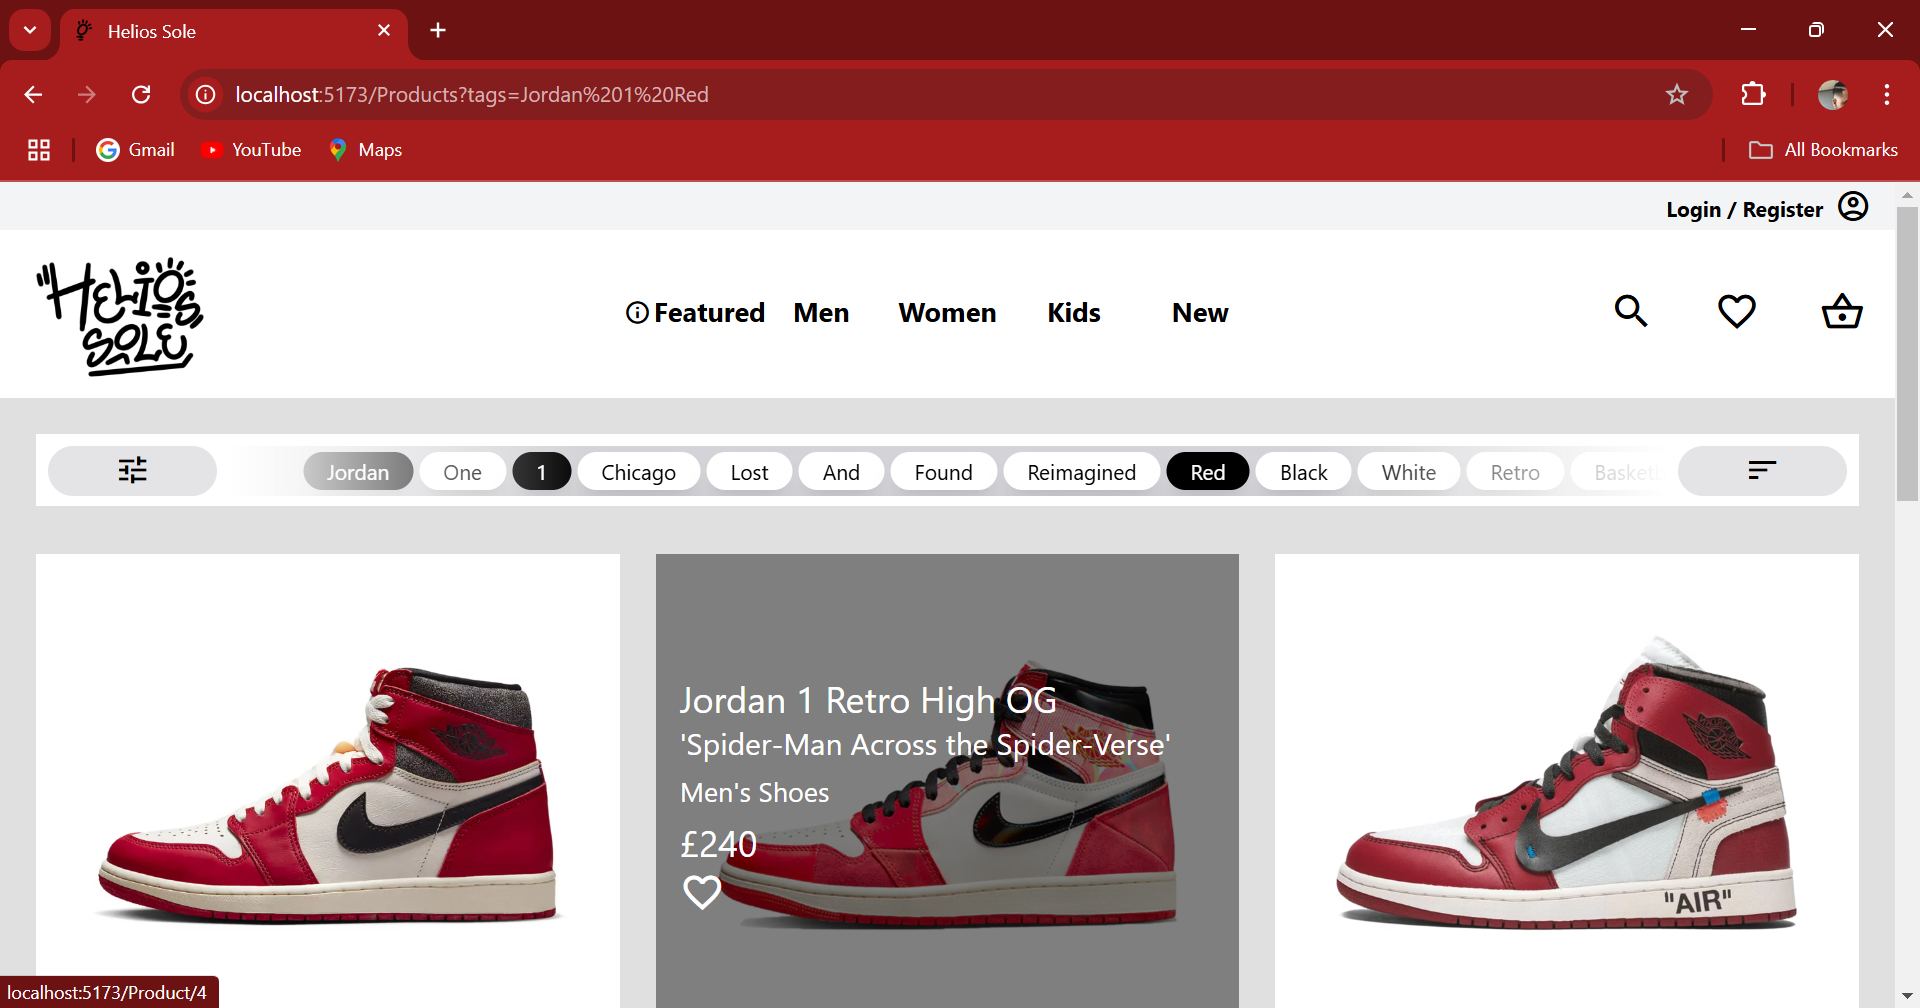 Helios Sole
localhost:5173/Products?tags=Jordan%201%20Red
Gmail
YouTube
Maps
All Bookmarks
Login / Register
"HELIOS
SOLE
Featured
Men
Women
Kids
New
Jordan
One
1
Chicago
Lost
And
Found
Reimagined
Red
Black
White
Retro
Jordan 1 Retro High OG
'Spider-Man Across the Spider-Verse'
Men's Shoes
£240
"AIR"
localhost:5173/Product/4